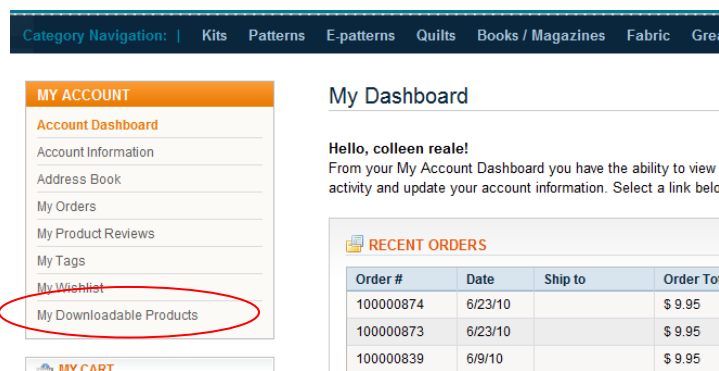 Category Navigation: | Kits Patterns E-patterns Quilts Books / Magazines Fabric
MY ACCOUNT
Account Dashboard
Account Information
Address Book
My Orders
My Product Reviews
My Tags
My Wishlist
My Downloadable Products
MY CART
My Dashboard
Hello, colleen reale!
From your My Account Dashboard you have the ability to view
activity and update your account information. Select a link
RECENT ORDERS
Order # Date Ship to Order
100000874 6/23/10 $ 9.95
100000873 6/23/10 $ 9.95
100000839 6/9/10 $ 9.95